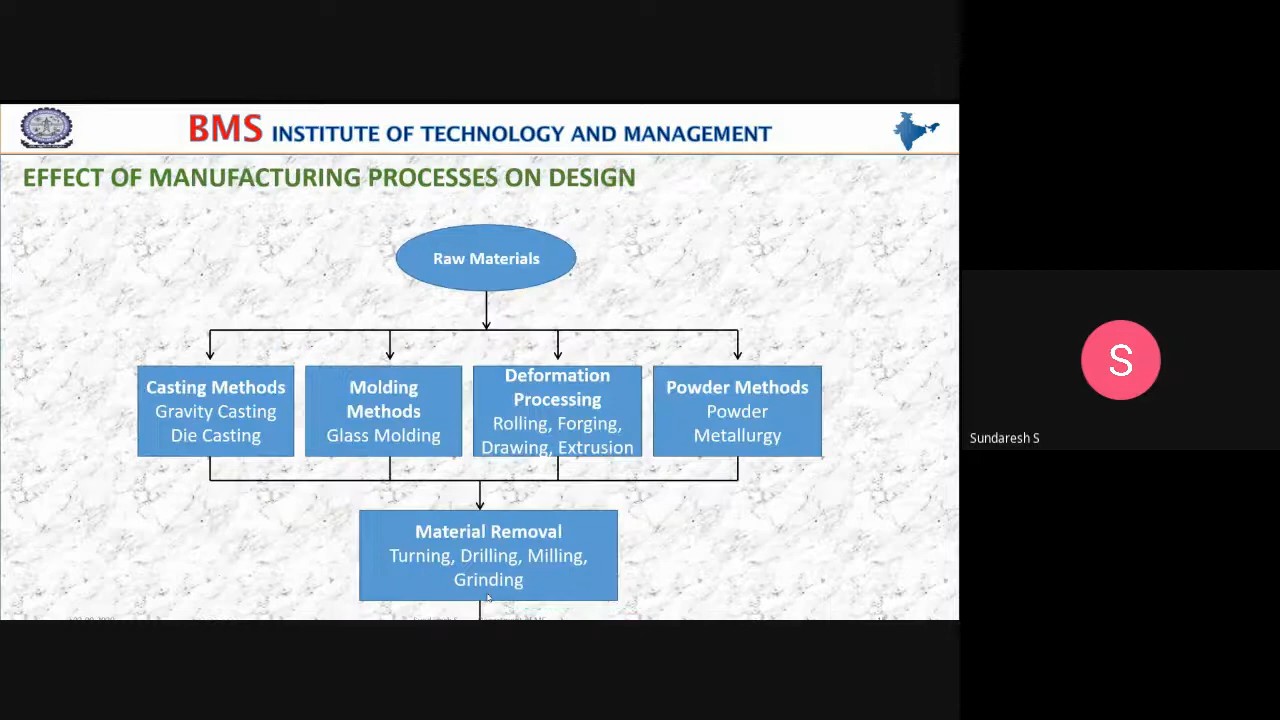 BMS INSTITUTE OF TECHNOLOGY AND MANAGEMENT
EFFECT OF MANUFACTURING PROCESSES ON DESIGN
Raw Materials
Casting Methods
Gravity Casting
Die Casting
Molding
Methods
Glass Molding
Deformation
Processing
Rolling, Forging,
Drawing, Extrusion
Powder Methods
Powder
Metallurgy
Material Removal
Turning, Drilling, Milling,
Grinding
S
Sundaresh S